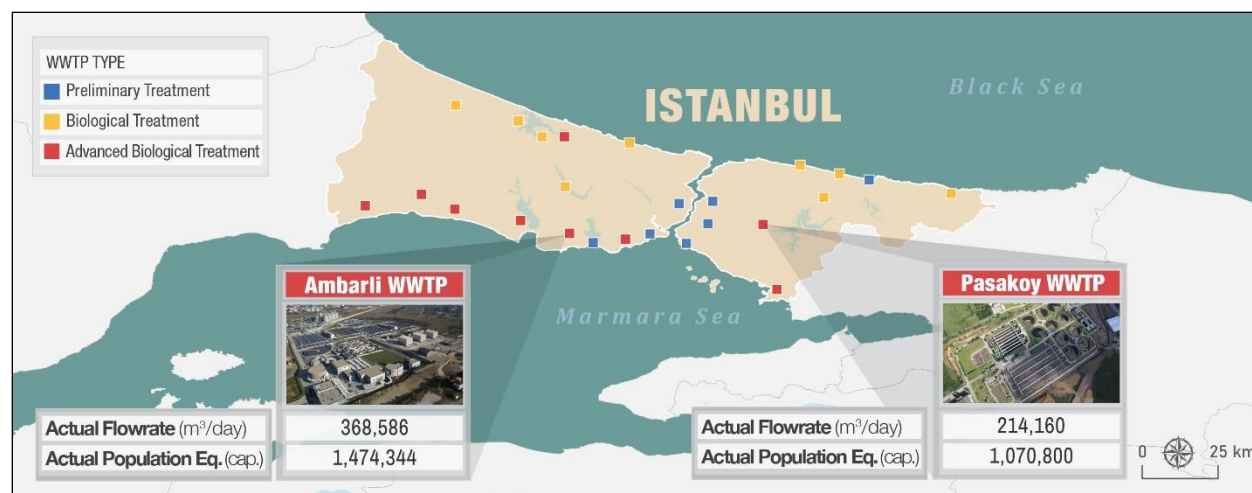 WWTP TYPE
Preliminary Treatment
Biological Treatment
Advanced Biological Treatment
ISTANBUL
Black Sea
Marmara Sea
Ambarli WWTP
Actual Flowrate (m³/day) 368,586
Actual Population Eq. (cap.) 1,474,344
Pasakoy WWTP
Actual Flowrate (m³/day) 214,160
Actual Population Eq. (cap.) 1,070,800
0 25 km